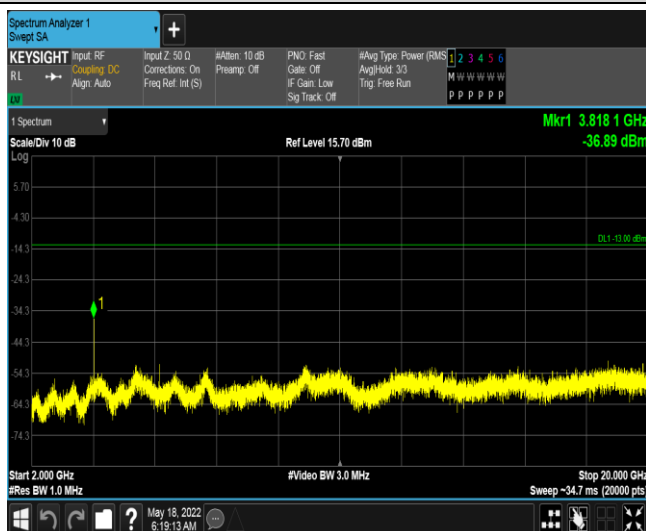 Spectrum Analyzer 1
Swept SA
+
KEYSIGHT
RL
LXI
Input: RF
Coupling: DC
Align: Auto
Input Z: 50 Ω
Corrections: On
Freq Ref: Int (S)
#Atten: 10 dB
Preamp: Off
PNO: Fast
Gate: Off
IF Gain: Low
Sig Track: Off
#Avg Type: Power (RMS
Avg|Hold: 3/3
Trig: Free Run
1 2 3 4 5 6
M W W W W W
P P P P P P
1 Spectrum
Mkr1 3.818 1 GHz
-36.89 dBm
Scale/Div 10 dB
Ref Level 15.70 dBm
Log
5.70
-4.30
DL1 -13.00 dBm
-14.3
-24.3
1
-34.3
-44.3
-54.3
-64.3
-74.3
Start 2.000 GHz
#Video BW 3.0 MHz
Stop 20.000 GHz
#Res BW 1.0 MHz
Sweep ~34.7 ms (20000 pts)
?
May 18, 2022
6:19:13 AM